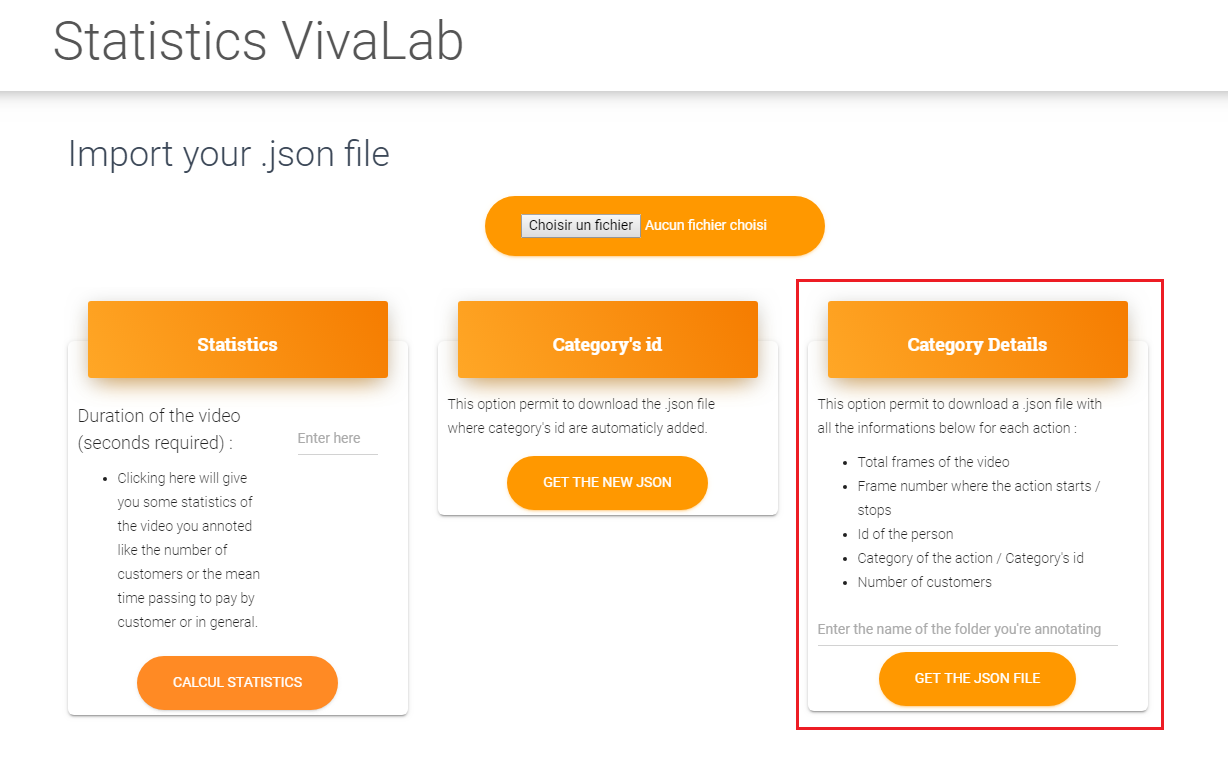 Statistics VivaLab
Import your .json file
Choisir un fichier Aucun fichier choisi
Statistics
Duration of the video
(seconds required) :
Enter here
• Clicking here will give
you some statistics of
the video you annoted
like the number of
customers or the mean
time passing to pay by
customer or in general.
CALCUL STATISTICS
Category's id
This option permit to download the .json file
where category's id are automaticly added.
GET THE NEW JSON
Category Details
This option permit to download a .json file with
all the informations below for each action :
• Total frames of the video
• Frame number where the action starts /
stops
• Id of the person
• Category of the action / Category's id
• Number of customers
Enter the name of the folder you're annotating
GET THE JSON FILE